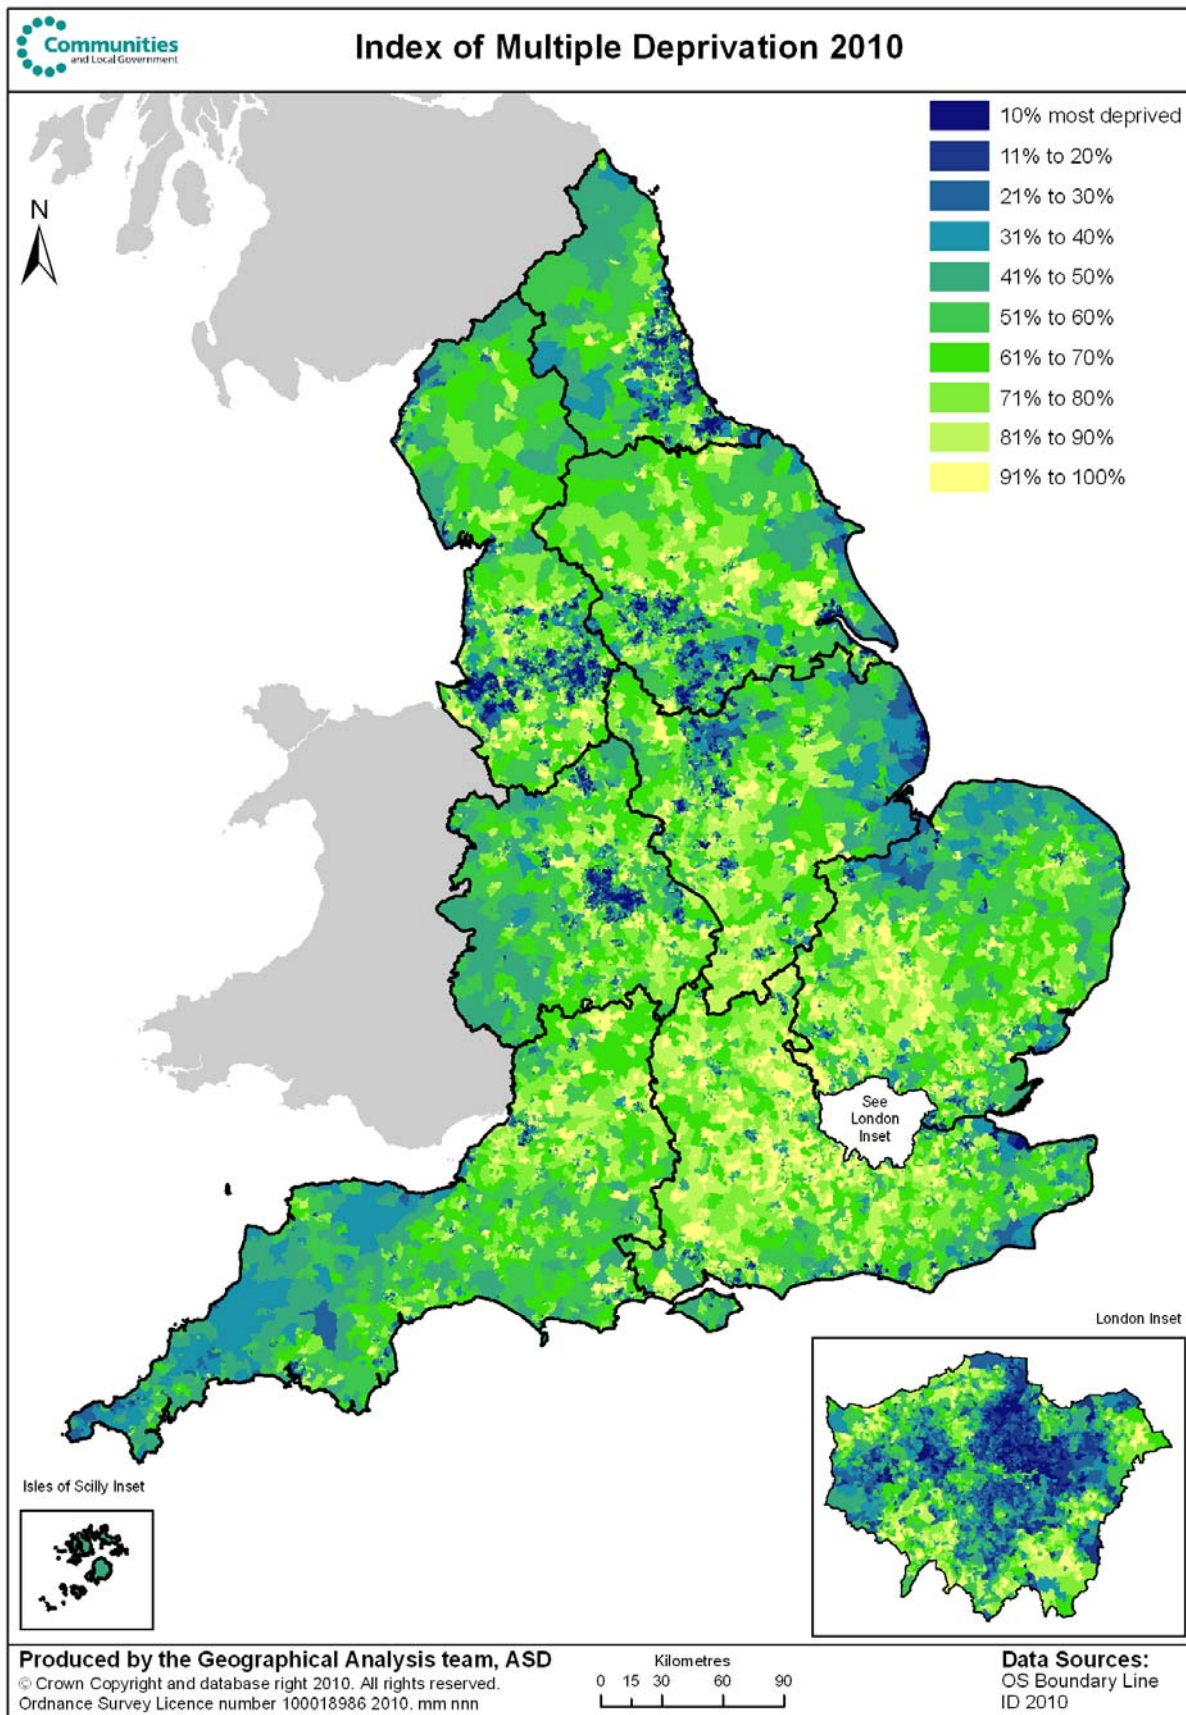 Communities
and Local Government
Index of Multiple Deprivation 2010
10% most deprived
11% to 20%
21% to 30%
31% to 40%
41% to 50%
51% to 60%
61% to 70%
71% to 80%
81% to 90%
91% to 100%
N
See
London
Inset
London Inset
Isles of Scilly Inset
Produced by the Geographical Analysis team, ASD
© Crown Copyright and database right 2010. All rights reserved.
Ordnance Survey Licence number 100018986 2010. mm nnn
Kilometres
0 15 30 60 90
Data Sources:
OS Boundary Line
ID 2010